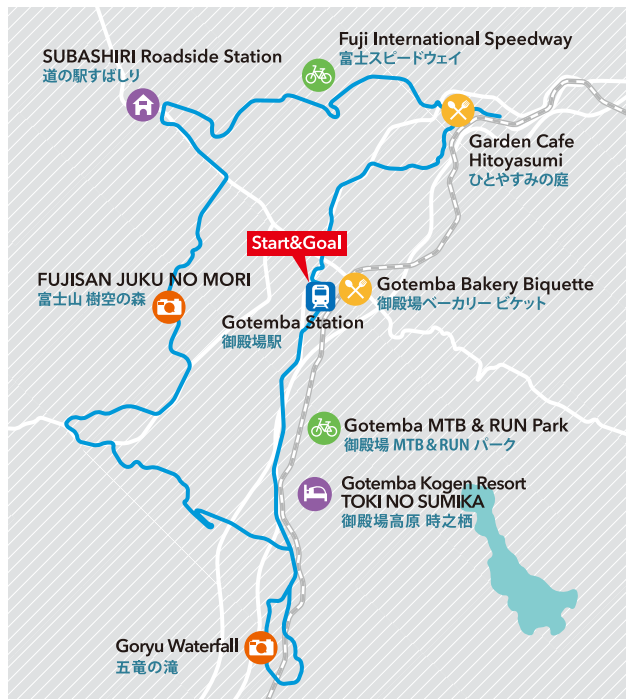 Fuji International Speedway
富士スピードウェイ
SUBASHIRI Roadside Station
道の駅すばしり
Garden Cafe
Hitoyasumi
ひとやすみの庭
Start&Goal
FUJISAN JUKU NO MORI
富士山 樹空の森
Gotemba Bakery Biquette
御殿場ベーカリー ビケット
Gotemba Station
御殿場駅
Gotemba MTB & RUN Park
御殿場 MTB&RUN パーク
Gotemba Kogen Resort
TOKI NO SUMIKA
御殿場高原 時之栖
Goryu Waterfall
五竜の滝